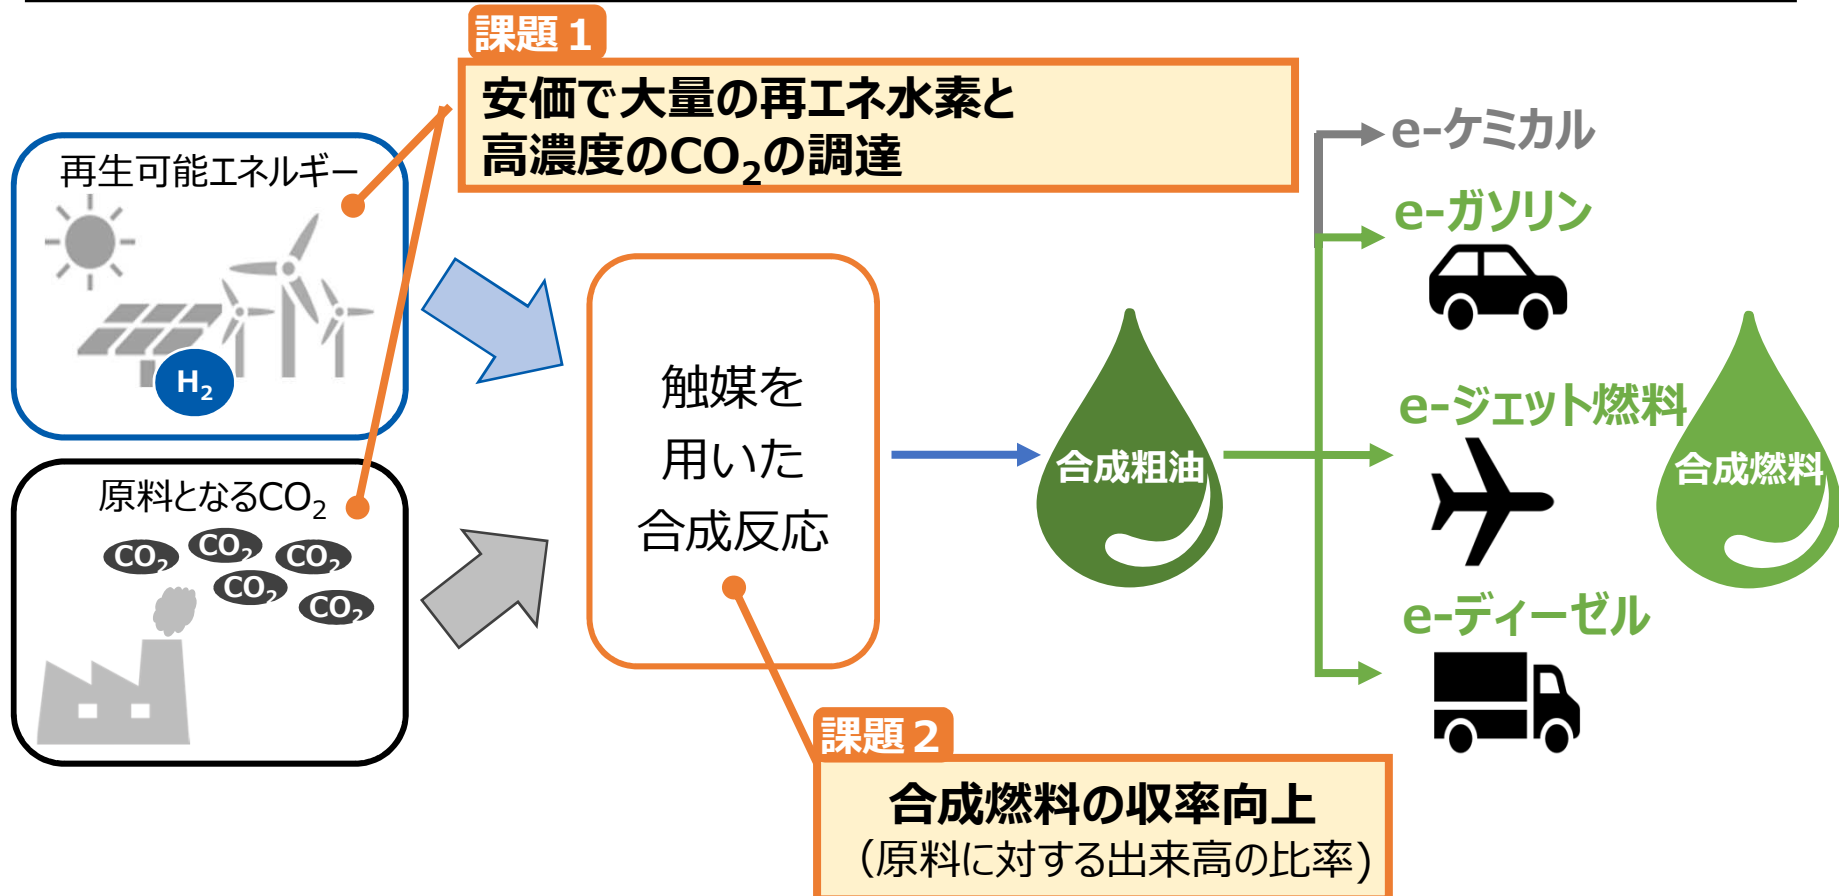 課題1
安価で大量の再エネ水素と
高濃度のCO₂の調達
再生可能エネルギー
H₂
原料となるCO₂
CO₂
CO₂
CO₂
CO₂
CO₂
触媒を
用いた
合成反応
課題2
合成燃料の収率向上
（原料に対する出来高の比率）
合成粗油
e-ケミカル
e-ガソリン
e-ジェット燃料
e-ディーゼル
合成燃料